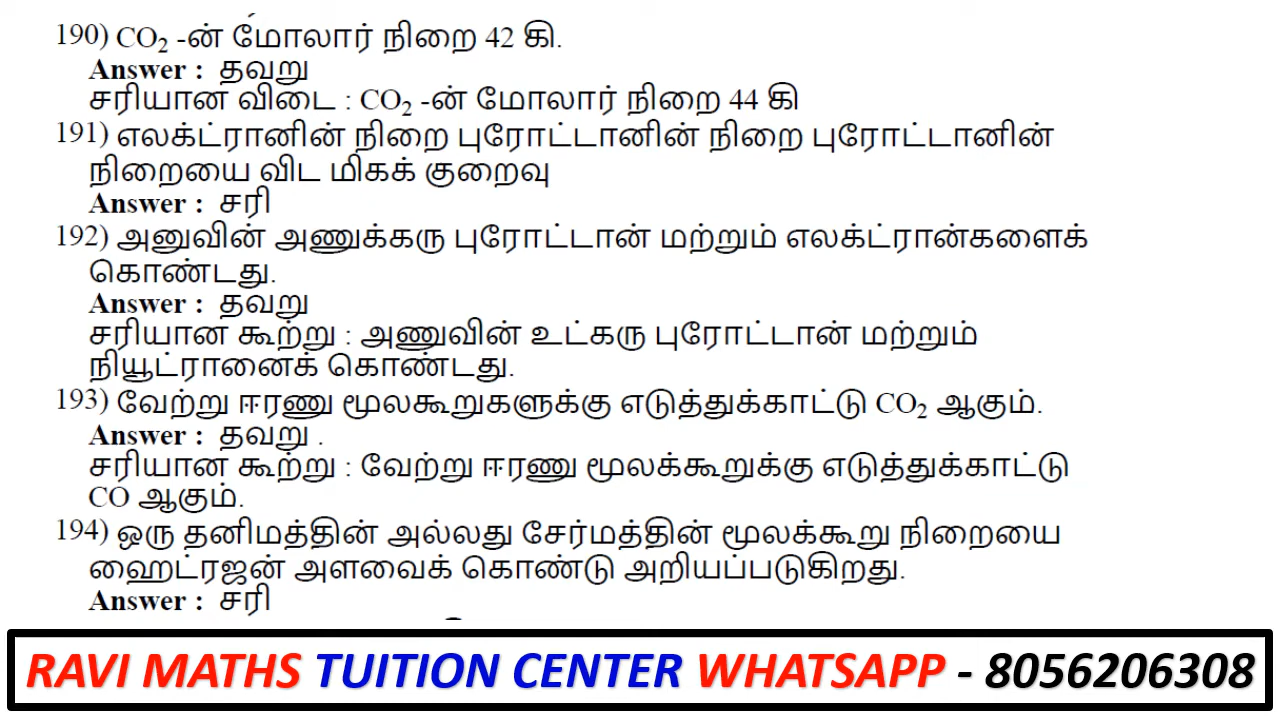 190) CO₂ -ன் மோலார் நிறை 42 கி.
Answer : தவறு
சரியான விடை : CO₂ -ன் மோலார் நிறை 44 கி
191) எலக்ட்ரானின் நிறை புரோட்டானின் நிறை புரோட்டானின்
நிறையை விட மிகக் குறைவு
Answer : சரி
192) அனுவின் அணுக்கரு புரோட்டான் மற்றும் எலக்ட்ரான்களைக்
கொண்டது.
Answer : தவறு
சரியான கூற்று : அணுவின் உட்கரு புரோட்டான் மற்றும்
நியூட்ரானைக் கொண்டது.
193) வேற்று ஈரணு மூலகூறுகளுக்கு எடுத்துக்காட்டு CO₂ ஆகும்.
Answer : தவறு .
சரியான கூற்று : வேற்று ஈரணு மூலக்கூறுக்கு எடுத்துக்காட்டு
CO ஆகும்.
194) ஒரு தனிமத்தின் அல்லது சேர்மத்தின் மூலக்கூறு நிறையை
ஹைட்ரஜன் அளவைக் கொண்டு அறியப்படுகிறது.
Answer : சரி
RAVI MATHS TUITION CENTER WHATSAPP - 8056206308